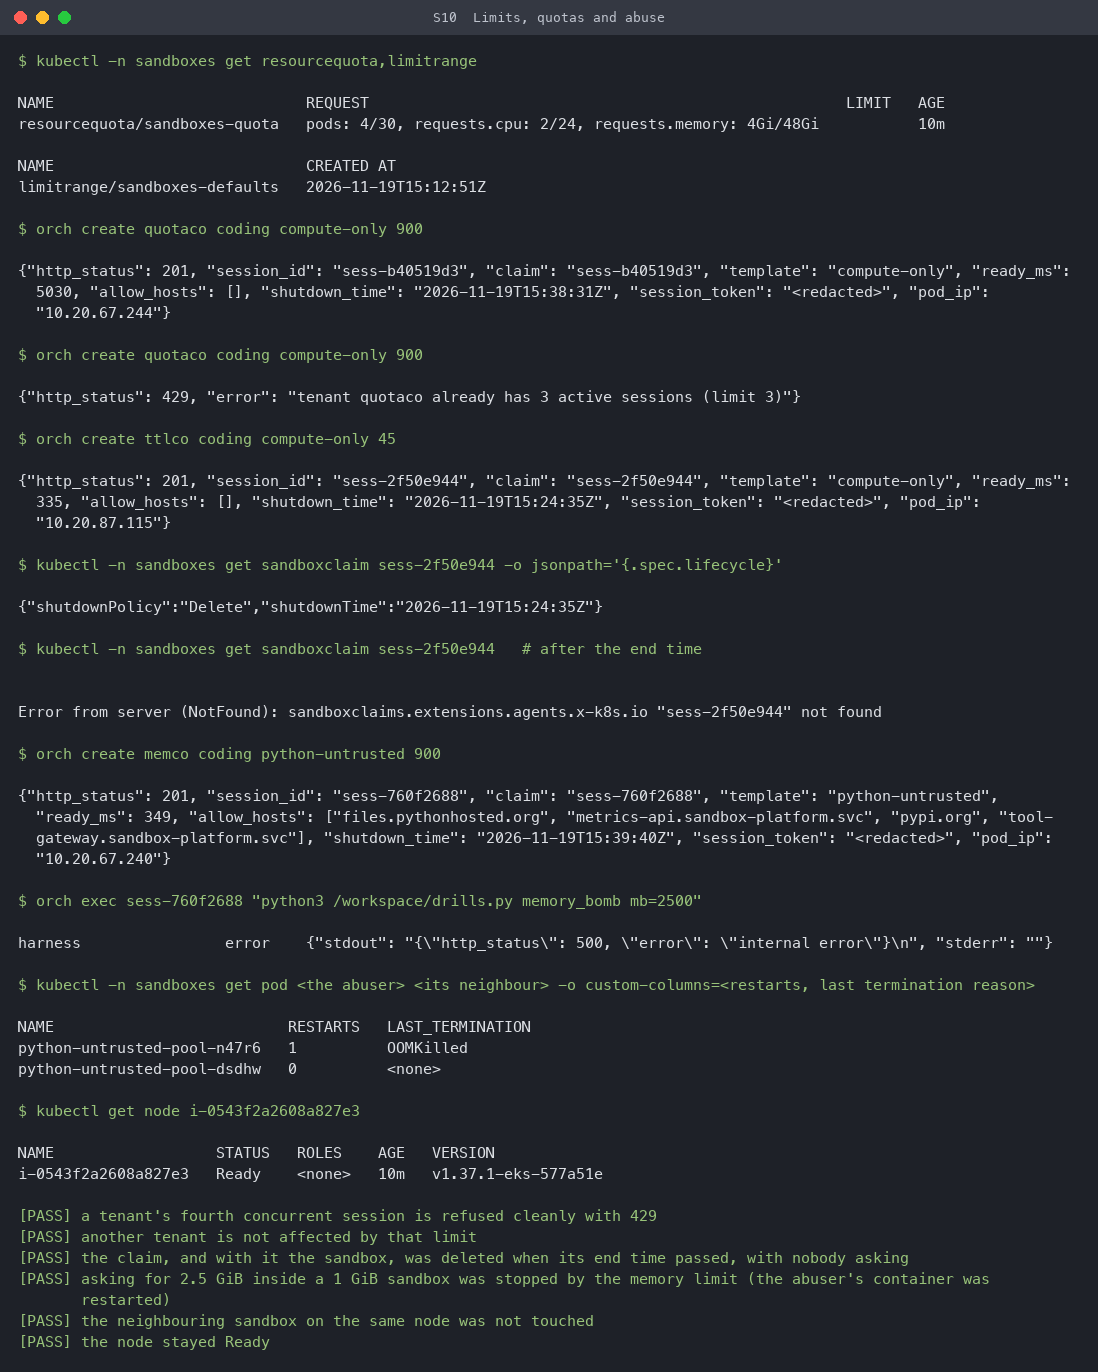 S10  Limits, quotas and abuse
$ kubectl -n sandboxes get resourcequota,limitrange
NAME                            REQUEST                                                     LIMIT   AGE
resourcequota/sandboxes-quota   pods: 4/30, requests.cpu: 2/24, requests.memory: 4Gi/48Gi           10m
NAME                            CREATED AT
limitrange/sandboxes-defaults   2026-11-19T15:12:51Z
$ orch create quotaco coding compute-only 900
{"http_status": 201, "session_id": "sess-b40519d3", "claim": "sess-b40519d3", "template": "compute-only", "ready_ms":
5030, "allow_hosts": [], "shutdown_time": "2026-11-19T15:38:31Z", "session_token": "<redacted>", "pod_ip":
"10.20.67.244"}
$ orch create quotaco coding compute-only 900
{"http_status": 429, "error": "tenant quotaco already has 3 active sessions (limit 3)"}
$ orch create ttlco coding compute-only 45
{"http_status": 201, "session_id": "sess-2f50e944", "claim": "sess-2f50e944", "template": "compute-only", "ready_ms":
335, "allow_hosts": [], "shutdown_time": "2026-11-19T15:24:35Z", "session_token": "<redacted>", "pod_ip":
"10.20.87.115"}
$ kubectl -n sandboxes get sandboxclaim sess-2f50e944 -o jsonpath='{.spec.lifecycle}'
{"shutdownPolicy":"Delete","shutdownTime":"2026-11-19T15:24:35Z"}
$ kubectl -n sandboxes get sandboxclaim sess-2f50e944   # after the end time
Error from server (NotFound): sandboxclaims.extensions.agents.x-k8s.io "sess-2f50e944" not found
$ orch create memco coding python-untrusted 900
{"http_status": 201, "session_id": "sess-760f2688", "claim": "sess-760f2688", "template": "python-untrusted",
"ready_ms": 349, "allow_hosts": ["files.pythonhosted.org", "metrics-api.sandbox-platform.svc", "pypi.org", "tool-
gateway.sandbox-platform.svc"], "shutdown_time": "2026-11-19T15:39:40Z", "session_token": "<redacted>", "pod_ip":
"10.20.67.240"}
$ orch exec sess-760f2688 "python3 /workspace/drills.py memory_bomb mb=2500"
harness                error    {"stdout": "{\"http_status\": 500, \"error\": \"internal error\"}\n", "stderr": ""}
$ kubectl -n sandboxes get pod <the abuser> <its neighbour> -o custom-columns=<restarts, last termination reason>
NAME                          RESTARTS   LAST_TERMINATION
python-untrusted-pool-n47r6   1          OOMKilled
python-untrusted-pool-dsdhw   0          <none>
$ kubectl get node i-0543f2a2608a827e3
NAME                  STATUS   ROLES    AGE   VERSION
i-0543f2a2608a827e3   Ready    <none>   10m   v1.37.1-eks-577a51e
[PASS] a tenant's fourth concurrent session is refused cleanly with 429
[PASS] another tenant is not affected by that limit
[PASS] the claim, and with it the sandbox, was deleted when its end time passed, with nobody asking
[PASS] asking for 2.5 GiB inside a 1 GiB sandbox was stopped by the memory limit (the abuser's container was
restarted)
[PASS] the neighbouring sandbox on the same node was not touched
[PASS] the node stayed Ready